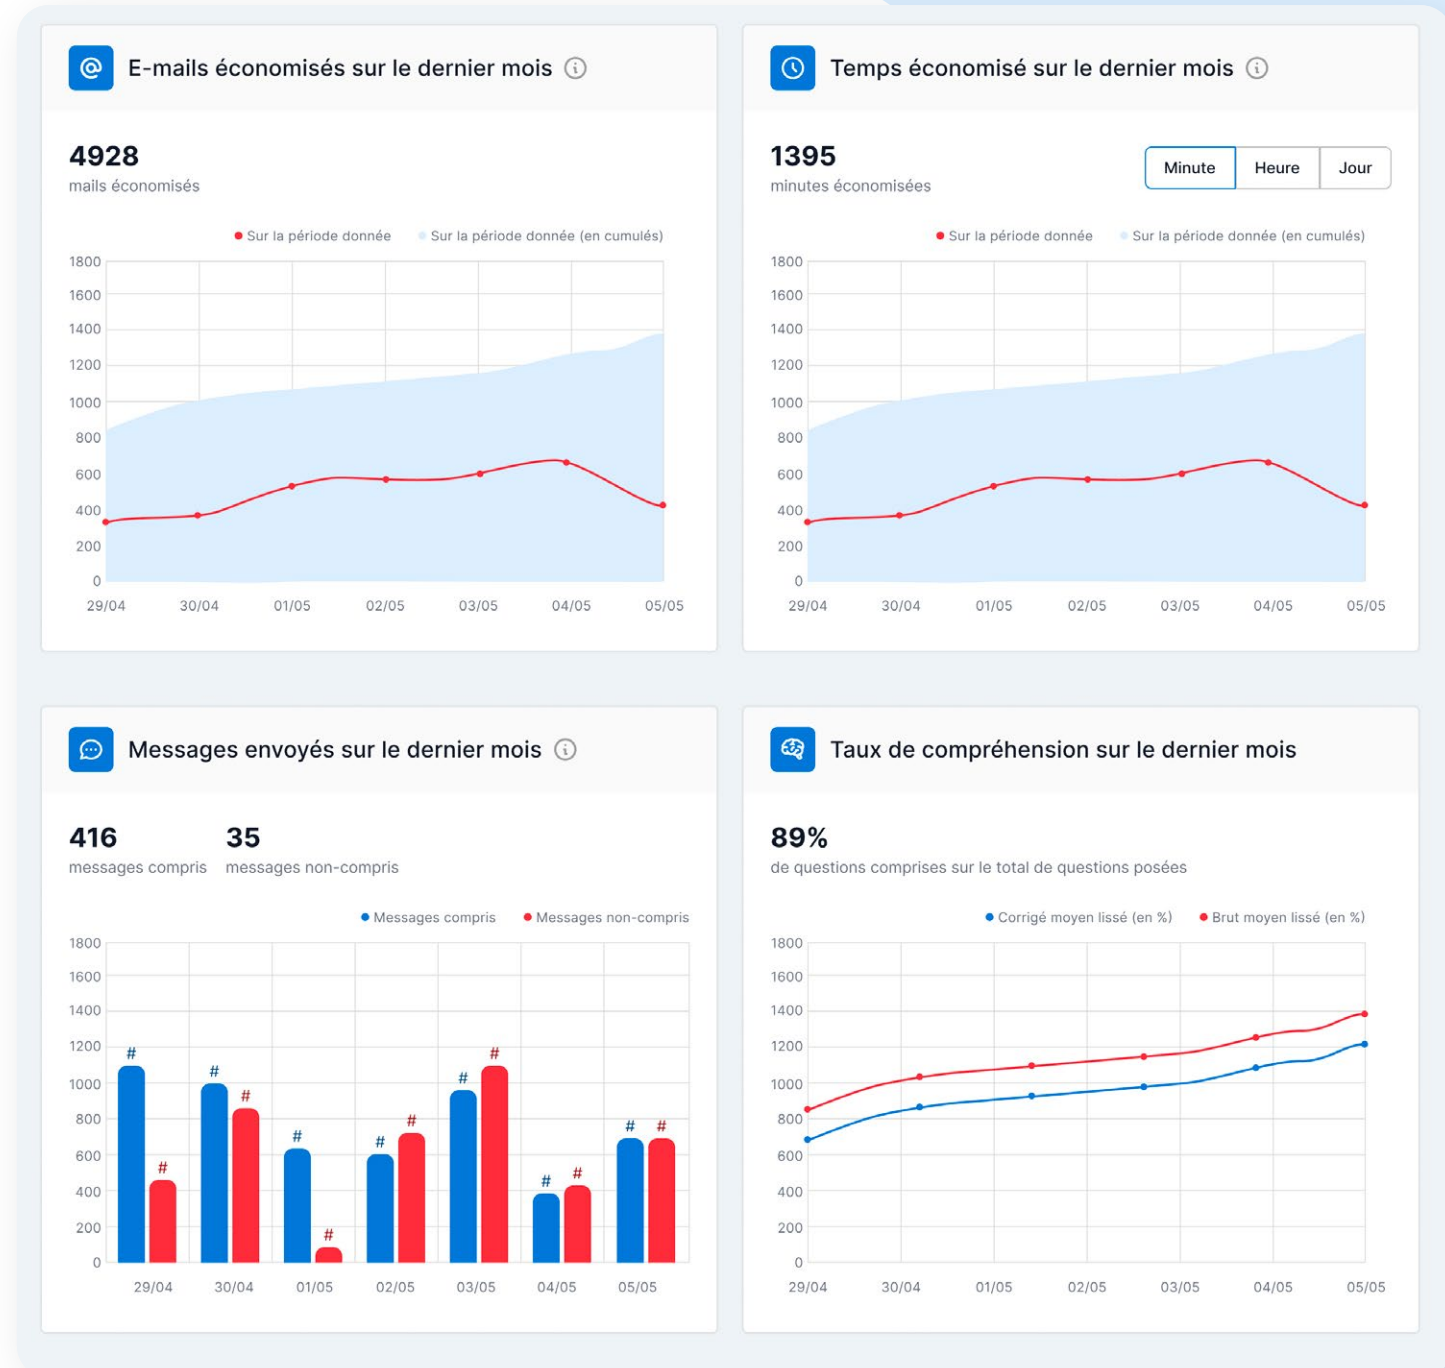 E-mails économisés sur le dernier mois
4928
mails économisés
Sur la période donnée Sur la période donnée (en cumulés)
1800
1600
1400
1200
1000
800
600
400
200
0
29/04 30/04 01/05 02/05 03/05 04/05 05/05
Temps économisé sur le dernier mois
1395
minutes économisées
Minute Heure Jour
Sur la période donnée Sur la période donnée (en cumulés)
1800
1600
1400
1200
1000
800
600
400
200
0
29/04 30/04 01/05 02/05 03/05 04/05 05/05
Messages envoyés sur le dernier mois
416 35
messages compris messages non-compris
Messages compris Messages non-compris
1800
1600
1400
1200
1000
800
600
400
200
0
# # # # # # # # # # # # # #
29/04 30/04 01/05 02/05 03/05 04/05 05/05
Taux de compréhension sur le dernier mois
89%
de questions comprises sur le total de questions posées
Corrigé moyen lissé (en %) Brut moyen lissé (en %)
1800
1600
1400
1200
1000
800
600
400
200
0
29/04 30/04 01/05 02/05 03/05 04/05 05/05